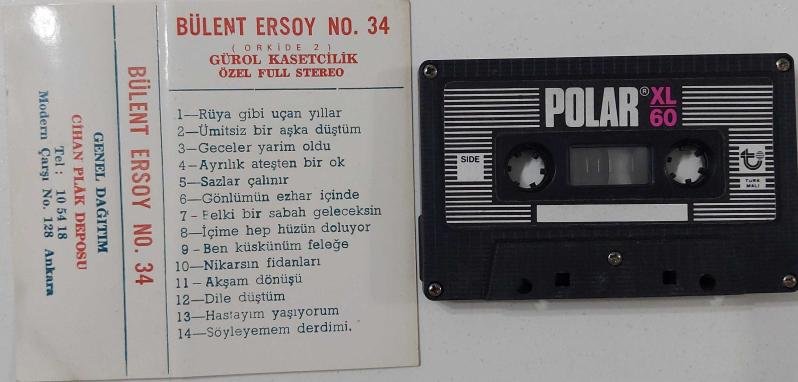 BÜLENT ERSOY NO. 34
( ORKİDE 2 )
GÜROL KASETCİLİK
ÖZEL FULL STEREO
1—Rüya gibi uçan yıllar
2—Ümitsiz bir aşka düştüm
3—Geceler yarim oldu
4—Ayrılık ateşten bir ok
5—Sazlar çalınır
6—Gönlümün ezhar içinde
7-Belki bir sabah geleceksin
8—İçime hep hüzün doluyor
9-Ben küskünüm feleğe
10—Nikarsın fidanları
11—Akşam dönüşü
12—Dile düştüm
13—Hastayım yaşıyorum
14—Söyleyemem derdimi.
BÜLENT ERSOY NO. 34
GENEL DAĞITIM
CİHAN PLÂK DEPOSU
Tel : 10 54 18
Modern Çarşı No. 128 Ankara
POLAR® XL
60
SIDE
TÜRK
MALI